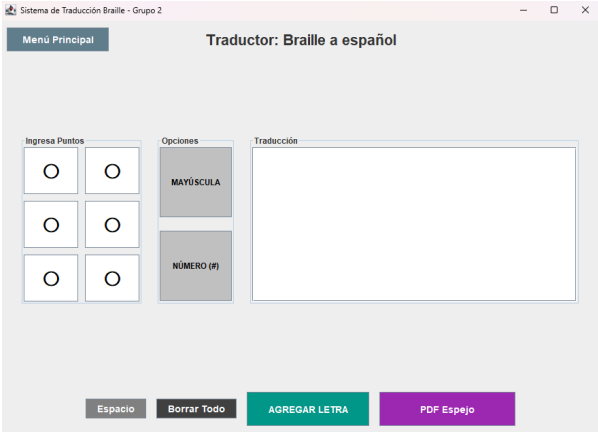 Sistema de Traducción Braille - Grupo 2
Menú Principal
Traductor: Braille a español
Ingresa Puntos
Opciones
Traducción
MAYÚSCULA
NÚMERO (#)
Espacio
Borrar Todo
AGREGAR LETRA
PDF Espejo